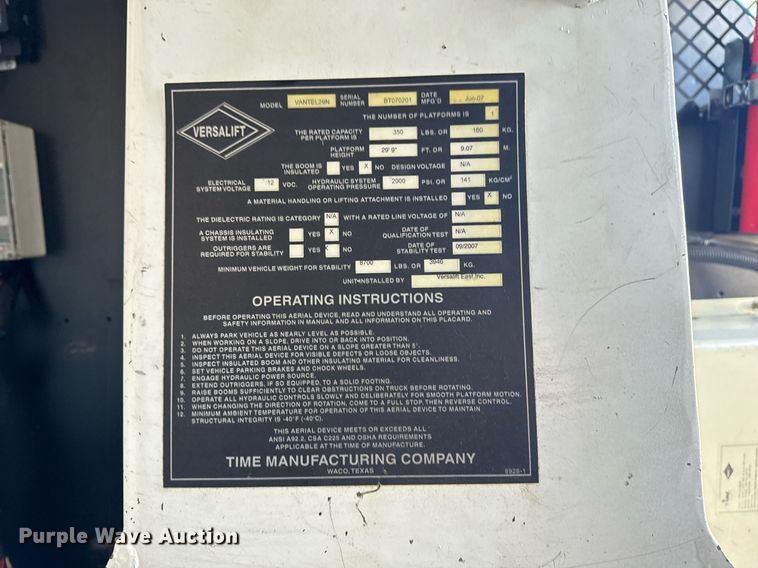 VERSALIFT
MODEL VANTEL29N SERIAL NUMBER BT070201 DATE MFG'D Jun-07
THE NUMBER OF PLATFORMS IS 1
THE RATED CAPACITY PER PLATFORM IS 350 LBS. OR 160 KG.
PLATFORM HEIGHT 29' 9" FT. OR 9.07 M.
THE BOOM IS INSULATED YES X NO DESIGN VOLTAGE N/A
ELECTRICAL SYSTEM VOLTAGE 12 VDC. HYDRAULIC SYSTEM OPERATING PRESSURE 2000 PSI. OR 141 KG/CM²
A MATERIAL HANDLING OR LIFTING ATTACHMENT IS INSTALLED YES X NO
THE DIELECTRIC RATING IS CATEGORY N/A WITH A RATED LINE VOLTAGE OF N/A
A CHASSIS INSULATING SYSTEM IS INSTALLED YES X NO DATE OF QUALIFICATION TEST N/A
OUTRIGGERS ARE REQUIRED FOR STABILITY YES X NO DATE OF STABILITY TEST 09/2007
MINIMUM VEHICLE WEIGHT FOR STABILITY 8700 LBS. OR 3946 KG.
UNIT INSTALLED BY Versalift East, Inc.
OPERATING INSTRUCTIONS
BEFORE OPERATING THIS AERIAL DEVICE, READ AND UNDERSTAND ALL OPERATING AND
SAFETY INFORMATION IN MANUAL AND ALL INFORMATION ON THIS PLACARD.
1. ALWAYS PARK VEHICLE AS NEARLY LEVEL AS POSSIBLE.
2. WHEN WORKING ON A SLOPE, DRIVE INTO OR BACK INTO POSITION.
3. DO NOT OPERATE THIS AERIAL DEVICE ON A SLOPE GREATER THAN 5°.
4. INSPECT THIS AERIAL DEVICE FOR VISIBLE DEFECTS OR LOOSE OBJECTS.
5. INSPECT INSULATED BOOM AND OTHER INSULATING MATERIAL FOR CLEANLINESS.
6. SET VEHICLE PARKING BRAKES AND CHOCK WHEELS.
7. ENGAGE HYDRAULIC POWER SOURCE.
8. EXTEND OUTRIGGERS, IF SO EQUIPPED, TO A SOLID FOOTING.
9. RAISE BOOMS SUFFICIENTLY TO CLEAR OBSTRUCTIONS ON TRUCK BEFORE ROTATING.
10. OPERATE ALL HYDRAULIC CONTROLS SLOWLY AND DELIBERATELY FOR SMOOTH PLATFORM MOTION.
11. WHEN CHANGING THE DIRECTION OF ROTATION, COME TO A FULL STOP, THEN REVERSE CONTROL.
12. MINIMUM AMBIENT TEMPERATURE FOR OPERATION OF THIS AERIAL DEVICE TO MAINTAIN
STRUCTURAL INTEGRITY IS -40°F (-40°C).
THIS AERIAL DEVICE MEETS OR EXCEEDS ALL
ANSI A92.2, CSA C225 AND OSHA REQUIREMENTS
APPLICABLE AT THE TIME OF MANUFACTURE.
TIME MANUFACTURING COMPANY
WACO, TEXAS
8928-1
Purple Wave Auction